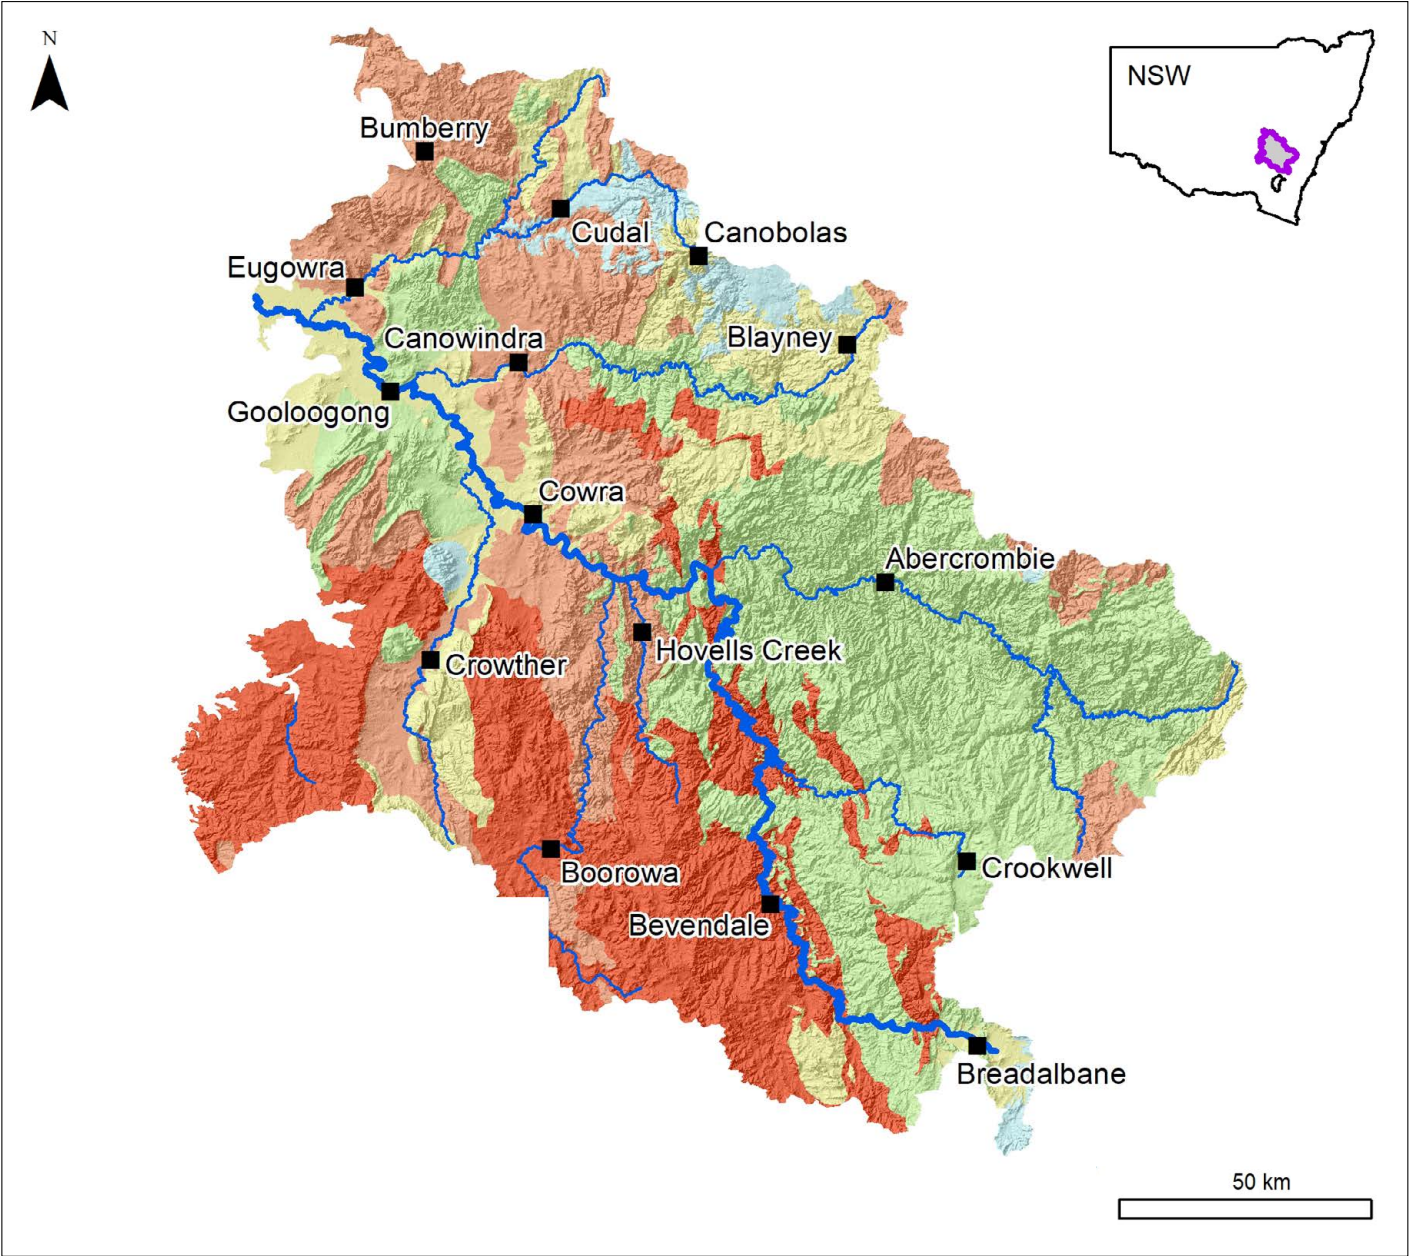 N
NSW
Bumberry
Cudal
Canobolas
Eugowra
Canowindra
Blayney
Gooloogong
Cowra
Abercrombie
Hovells Creek
Crowther
Boorowa
Crookwell
Bevendale
Breadalbane
50 km